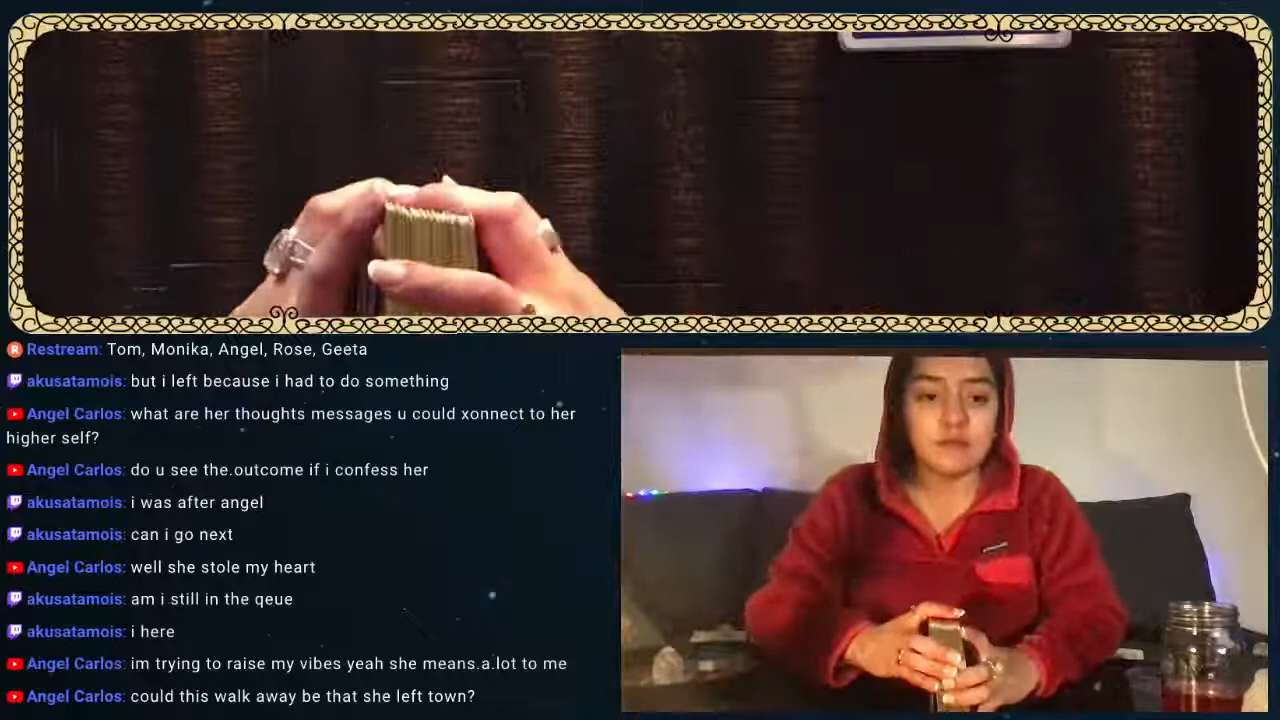 Restream: Tom, Monika, Angel, Rose, Geeta
akusatamois: but i left because i had to do something
Angel Carlos: what are her thoughts messages u could xonnect to her
higher self?
Angel Carlos: do u see the.outcome if i confess her
akusatamois: i was after angel
akusatamois: can i go next
Angel Carlos: well she stole my heart
akusatamois: am i still in the qeue
akusatamois: i here
Angel Carlos: im trying to raise my vibes yeah she means.a.lot to me
Angel Carlos: could this walk away be that she left town?